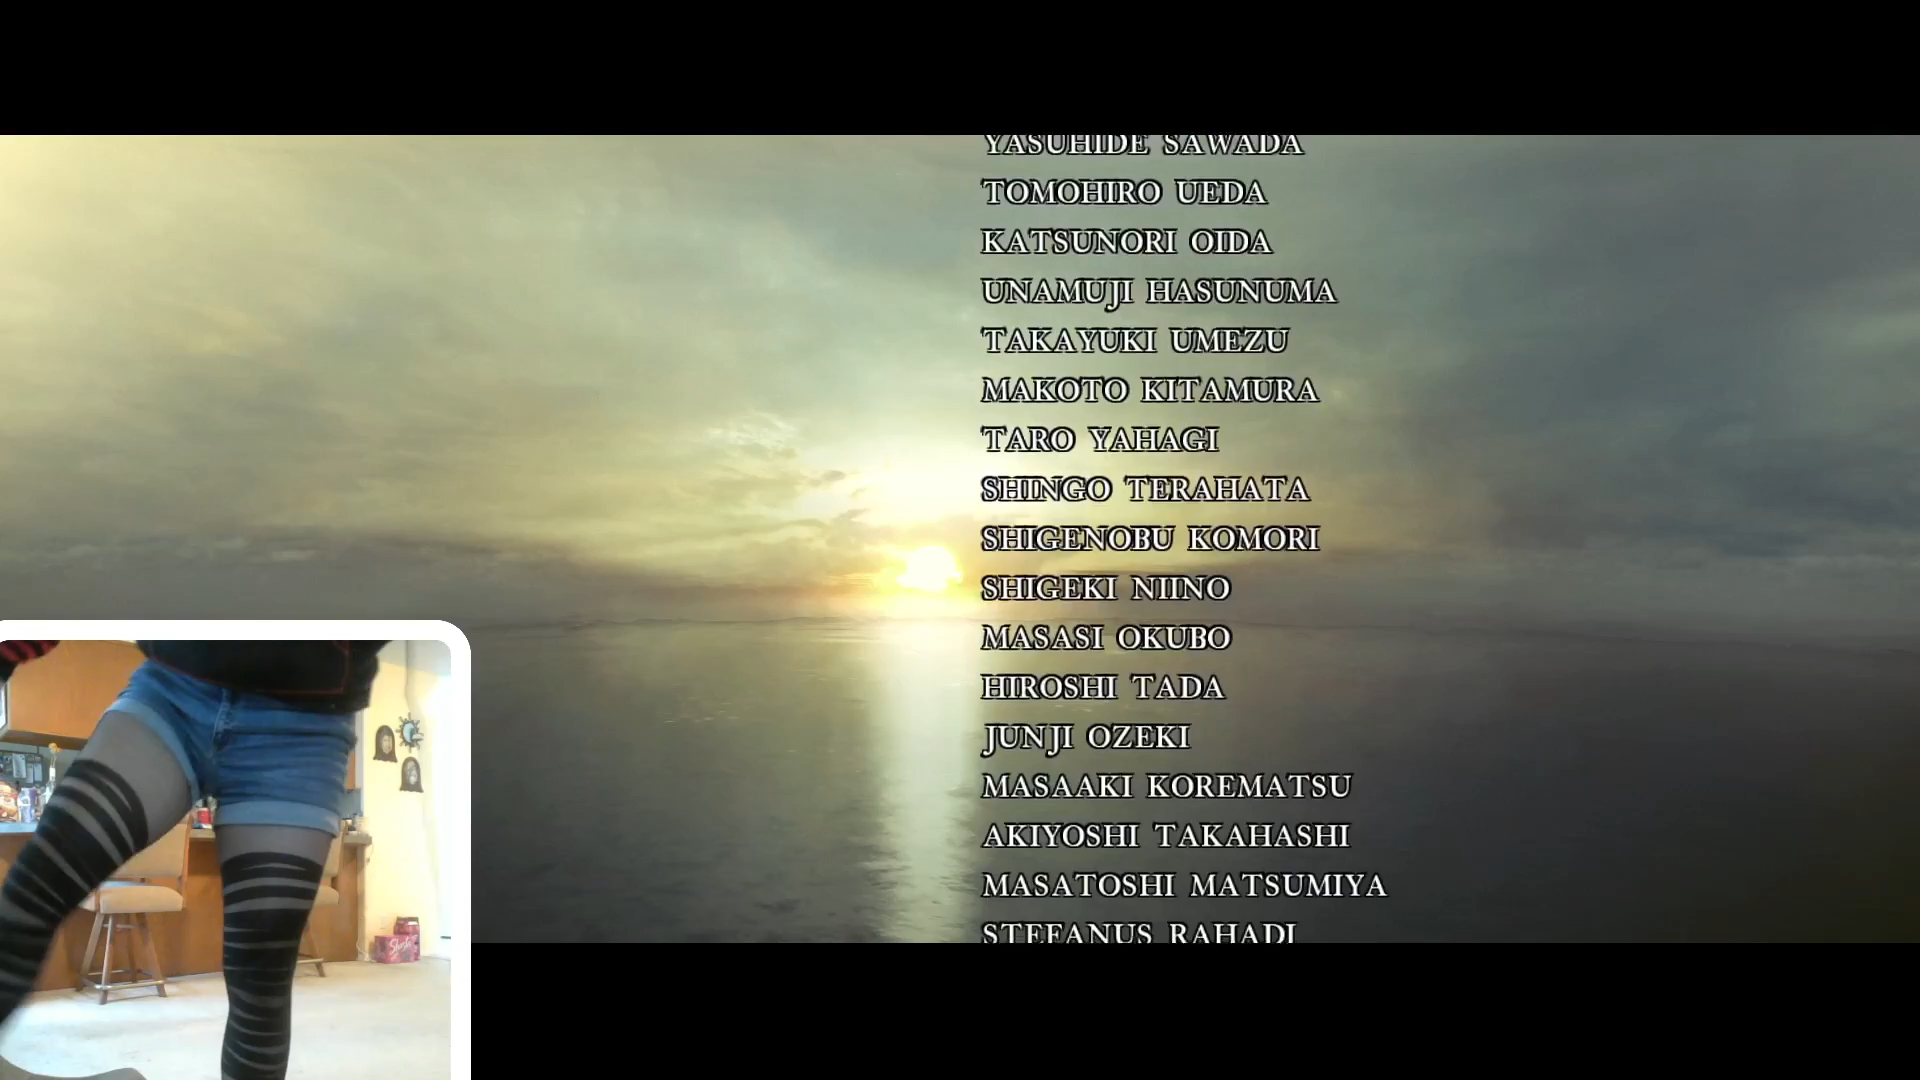 YASUHIDE SAWADA
TOMOHIRO UEDA
KATSUNORI OIDA
UNAMUJI HASUNUMA
TAKAYUKI UMEZU
MAKOTO KITAMURA
TARO YAHAGI
SHINGO TERAHATA
SHIGENOBU KOMORI
SHIGEKI NIINO
MASASI OKUBO
HIROSHI TADA
JUNJI OZEKI
MASAAKI KOREMATSU
AKIYOSHI TAKAHASHI
MASATOSHI MATSUMIYA
STEFANUS RAHADI